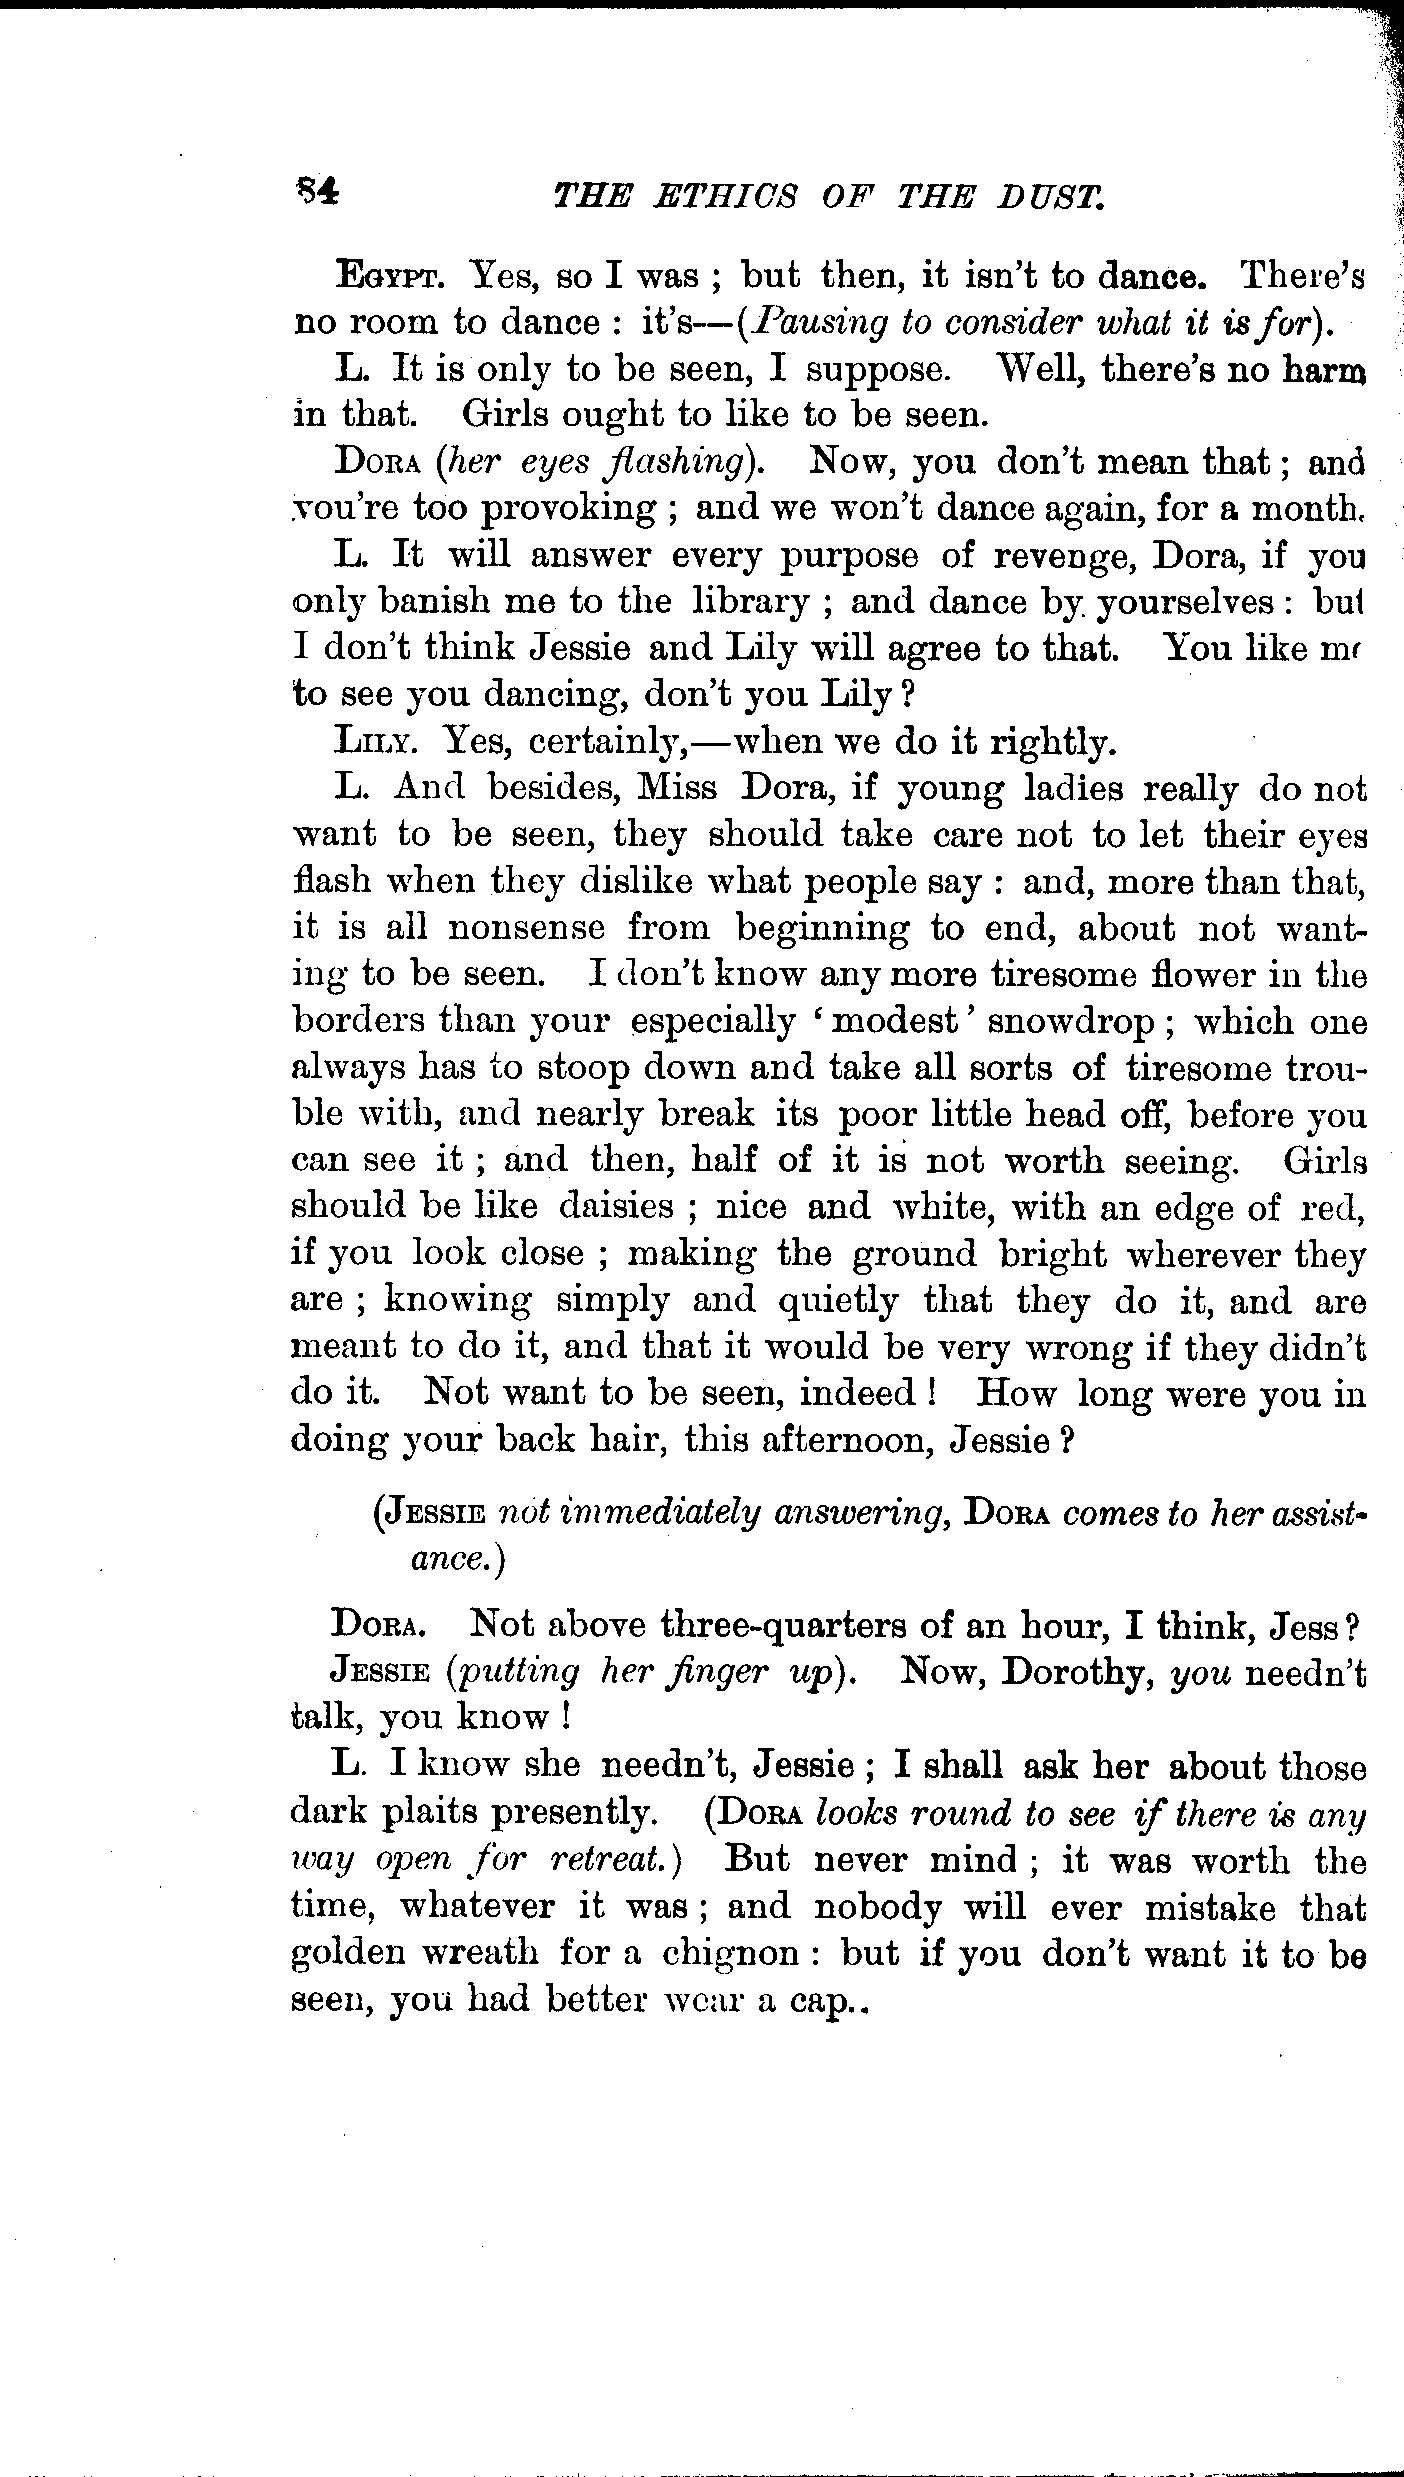 84 THE ETHICS OF THE DUST.
EGYPT. Yes, so I was ; but then, it isn't to dance. There's
no room to dance : it's—(Pausing to consider what it is for).
L. It is only to be seen, I suppose. Well, there's no harm
in that. Girls ought to like to be seen.
DORA (her eyes flashing). Now, you don't mean that ; and
you're too provoking ; and we won't dance again, for a month.
L. It will answer every purpose of revenge, Dora, if you
only banish me to the library ; and dance by yourselves : but
I don't think Jessie and Lily will agree to that. You like me
to see you dancing, don't you Lily ?
LILY. Yes, certainly,—when we do it rightly.
L. And besides, Miss Dora, if young ladies really do not
want to be seen, they should take care not to let their eyes
flash when they dislike what people say : and, more than that,
it is all nonsense from beginning to end, about not want-
ing to be seen. I don't know any more tiresome flower in the
borders than your especially ‘ modest ’ snowdrop ; which one
always has to stoop down and take all sorts of tiresome trou-
ble with, and nearly break its poor little head off, before you
can see it ; and then, half of it is not worth seeing. Girls
should be like daisies ; nice and white, with an edge of red,
if you look close ; making the ground bright wherever they
are ; knowing simply and quietly that they do it, and are
meant to do it, and that it would be very wrong if they didn't
do it. Not want to be seen, indeed ! How long were you in
doing your back hair, this afternoon, Jessie ?
(JESSIE not immediately answering, DORA comes to her assist-
ance.)
DORA. Not above three-quarters of an hour, I think, Jess ?
JESSIE (putting her finger up). Now, Dorothy, you needn't
talk, you know !
L. I know she needn't, Jessie ; I shall ask her about those
dark plaits presently. (DORA looks round to see if there is any
way open for retreat.) But never mind ; it was worth the
time, whatever it was ; and nobody will ever mistake that
golden wreath for a chignon : but if you don't want it to be
seen, you had better wear a cap..